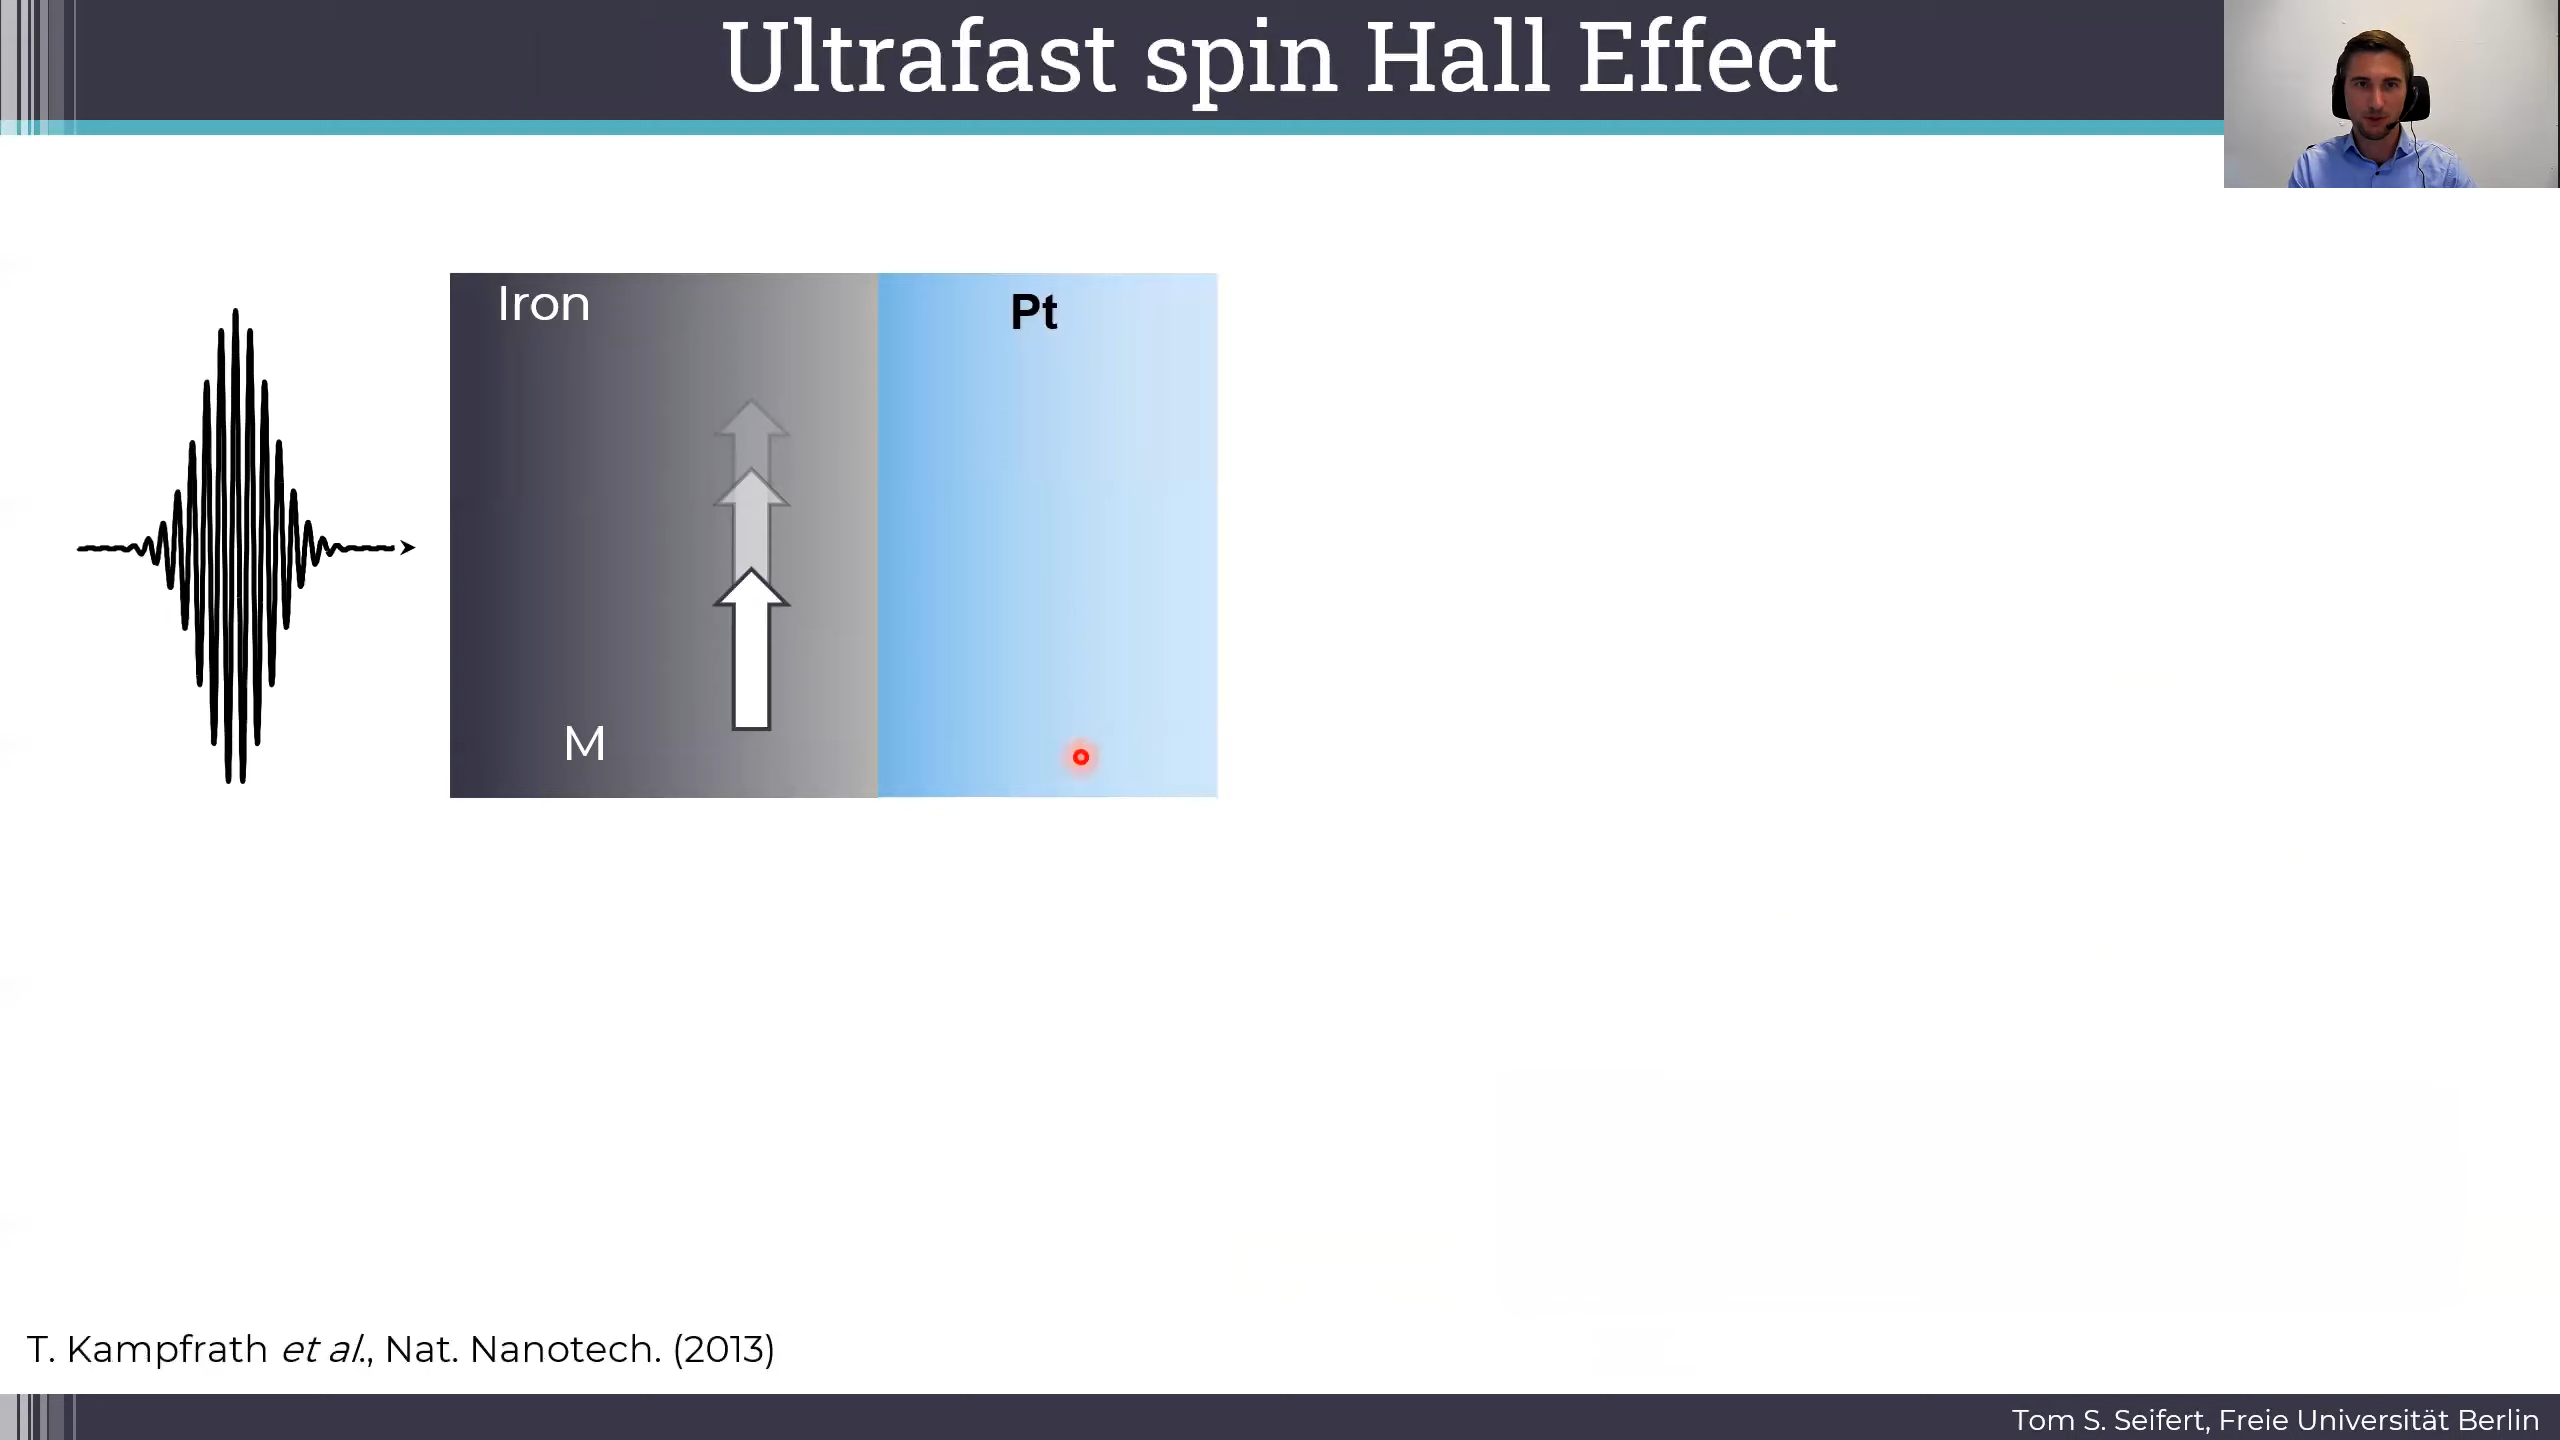 Ultrafast spin Hall Effect
Iron
Pt
M
T. Kampfrath et al., Nat. Nanotech. (2013)
Tom S. Seifert, Freie Universität Berlin